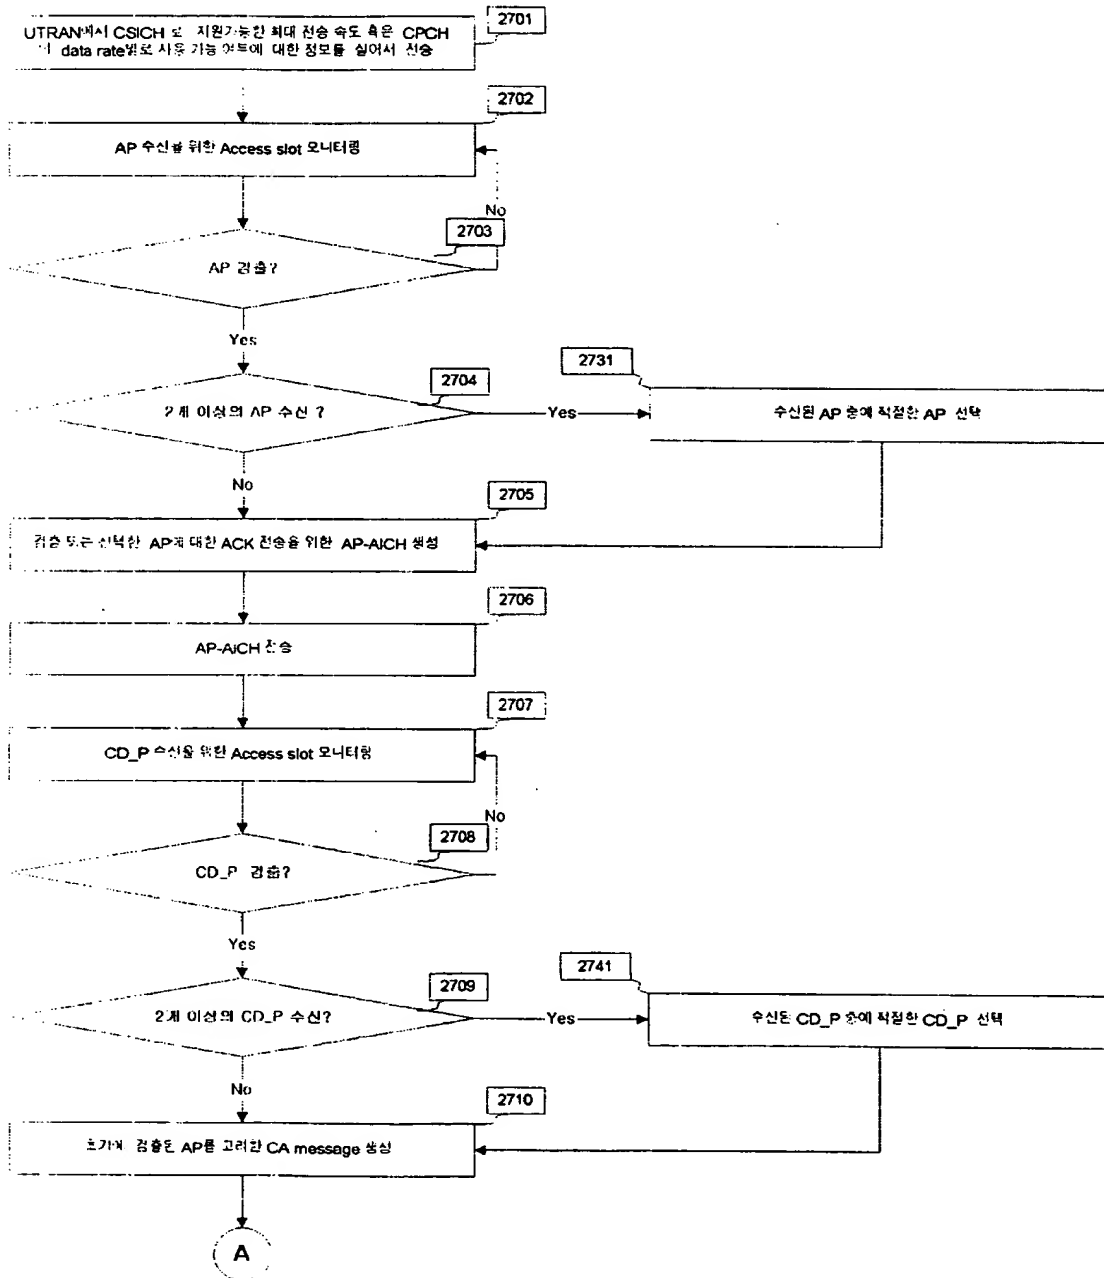 2701
UTRAN에서 CSICH 로 지원가능한 최대 전송 속도 혹은 CPCH
의 data rate별로 사용 가능 여부에 대한 정보를 실어서 전송
2702
AP 수신을 위한 Access slot 모니터링
No
2703
AP 검출?
Yes
2704
2개 이상의 AP 수신 ?
Yes
2731
수신된 AP 중에 적절한 AP 선택
No
2705
검출 또는 선택한 AP에 대한 ACK 전송을 위한 AP-AICH 생성
2706
AP-AICH 전송
2707
CD_P 수신을 위한 Access slot 모니터링
No
2708
CD_P 검출?
Yes
2709
2개 이상의 CD_P 수신?
Yes
2741
수신된 CD_P 중에 적절한 CD_P 선택
No
2710
초기에 검출된 AP를 고려한 CA message 생성
A